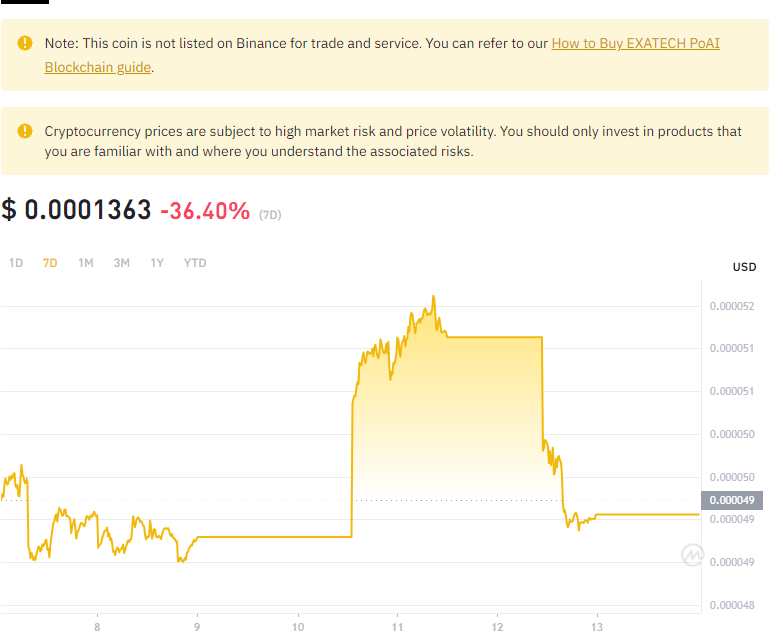 Note: This coin is not listed on Binance for trade and service. You can refer to our How to Buy EXATECH PoAI
Blockchain guide.
Cryptocurrency prices are subject to high market risk and price volatility. You should only invest in products that
you are familiar with and where you understand the associated risks.
$ 0.0001363 -36.40% (7D)
1D 7D 1M 3M 1Y YTD
USD
0.000052
0.000051
0.000051
0.000050
0.000050
0.000049
0.000049
0.000049
0.000048
8 9 10 11 12 13